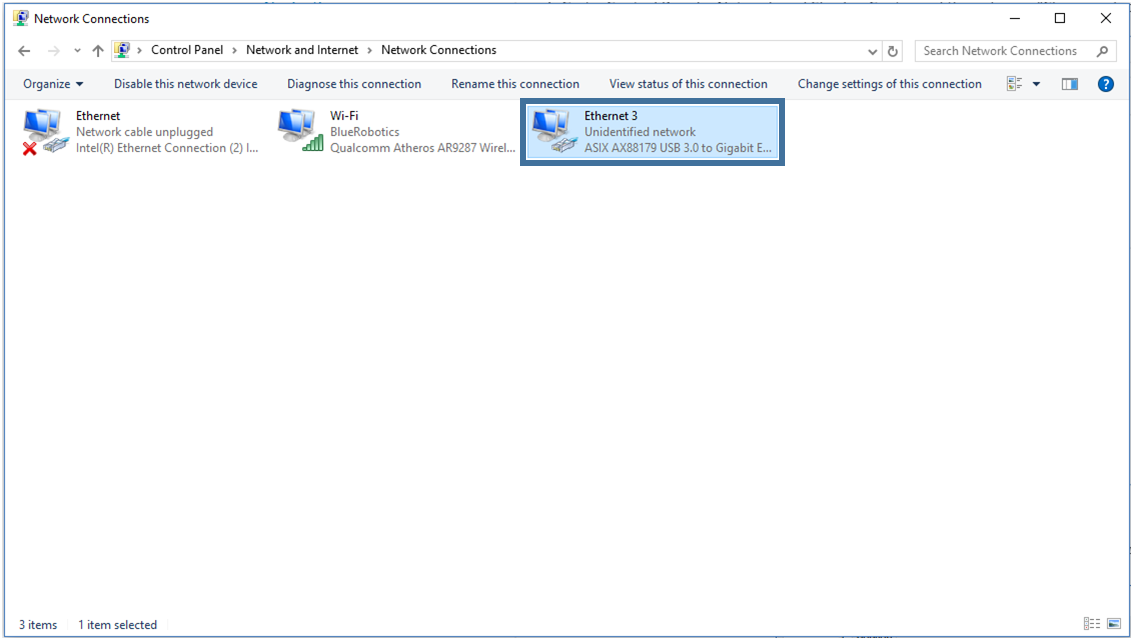 Network Connections
Control Panel > Network and Internet > Network Connections
Search Network Connections
Organize Disable this network device Diagnose this connection Rename this connection View status of this connection Change settings of this connection
Ethernet
Network cable unplugged
Intel(R) Ethernet Connection (2) I...
Wi-Fi
BlueRobotics
Qualcomm Atheros AR9287 Wirel...
Ethernet 3
Unidentified network
ASIX AX88179 USB 3.0 to Gigabit E...
3 items 1 item selected